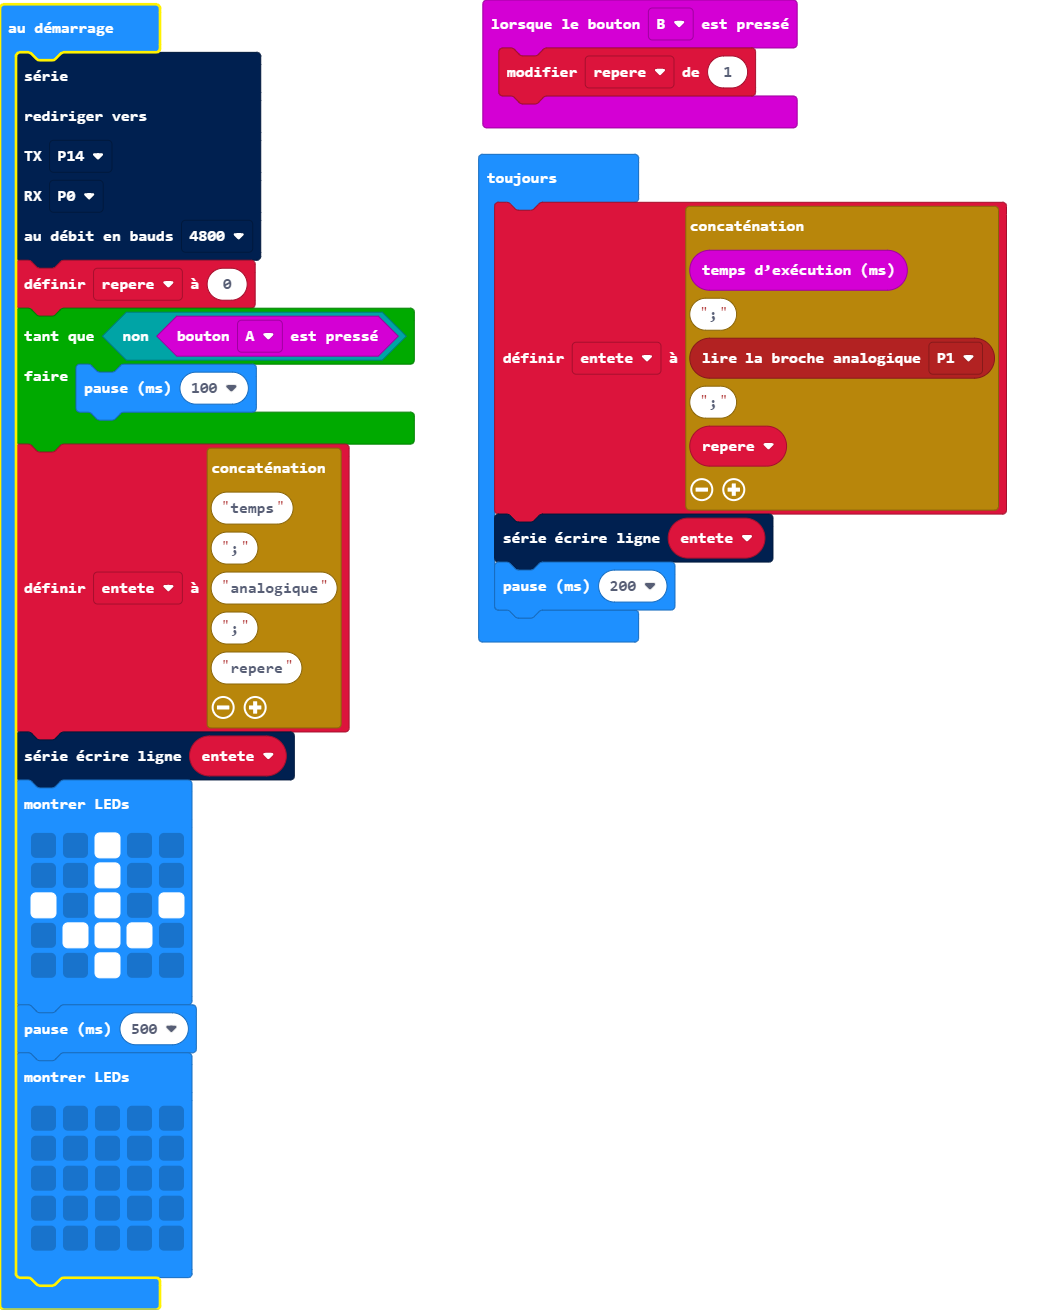 au démarrage
série
rediriger vers
TX P14
RX P0
au débit en bauds 4800
définir repere à 0
tant que non bouton A est pressé
faire pause (ms) 100
définir entete à
concaténation
"temps"
";"
"analogique"
";"
"repere"
série écrire ligne entete
montrer LEDs
pause (ms) 500
montrer LEDs
lorsque le bouton B est pressé
modifier repere de 1
toujours
définir entete à
concaténation
temps d’exécution (ms)
";"
lire la broche analogique P1
";"
repere
série écrire ligne entete
pause (ms) 200